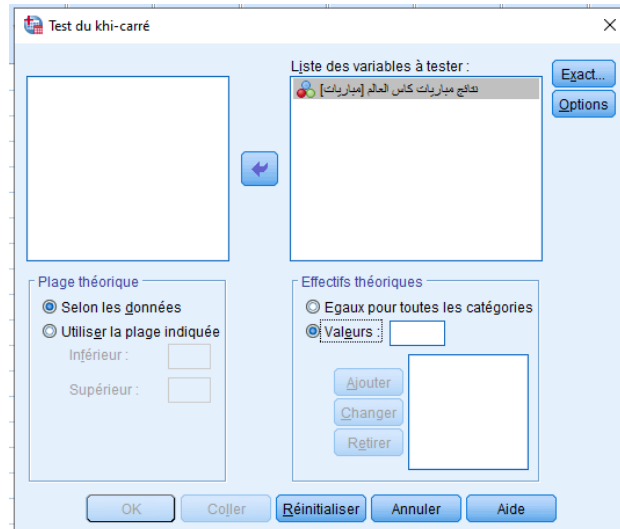 Test du khi-carré
Liste des variables à tester :
نتائج مباريات كاس العالم [مباريات]
Exact...
Options
Plage théorique
Selon les données
Utiliser la plage indiquée
Inférieur :
Supérieur :
Effectifs théoriques
Egaux pour toutes les catégories
Valeurs :
Ajouter
Changer
Retirer
OK
Coller
Réinitialiser
Annuler
Aide